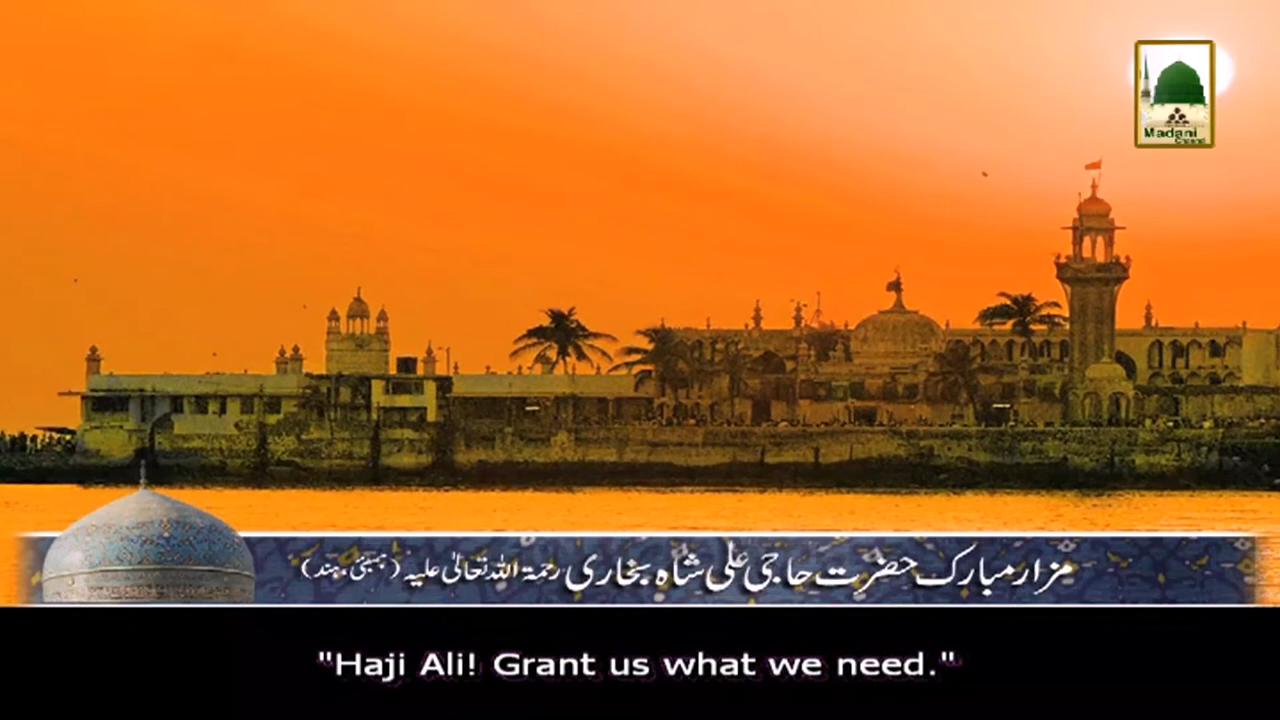 Madani
Channel
مزار مبارک حضرت حاجی علی شاہ بخاری رحمۃ اللہ تعالیٰ علیہ (بمبئی، ہند)
"Haji Ali! Grant us what we need."